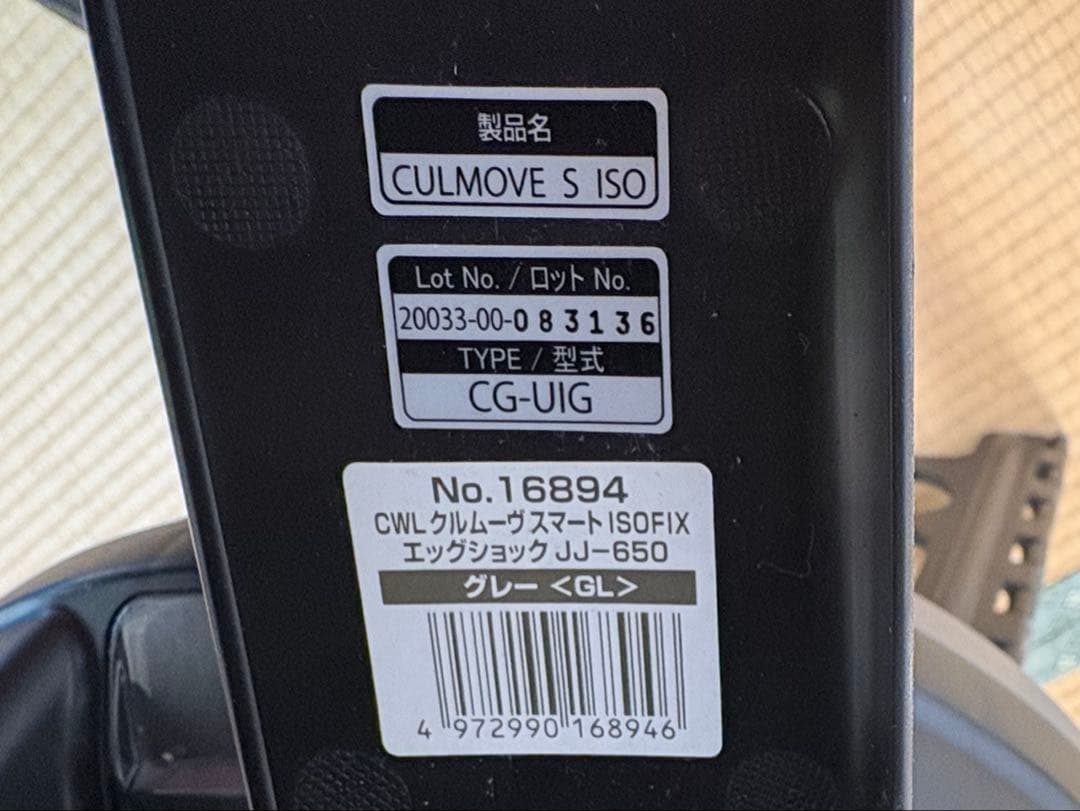 製品名
CULMOVE S ISO
Lot No. / ロット No.
20033-00-083136
TYPE / 型式
CG-UIG
No.16894
CWL クルムーヴ スマート ISOFIX
エッグショック JJ-650
グレー <GL>
4 972990 168946